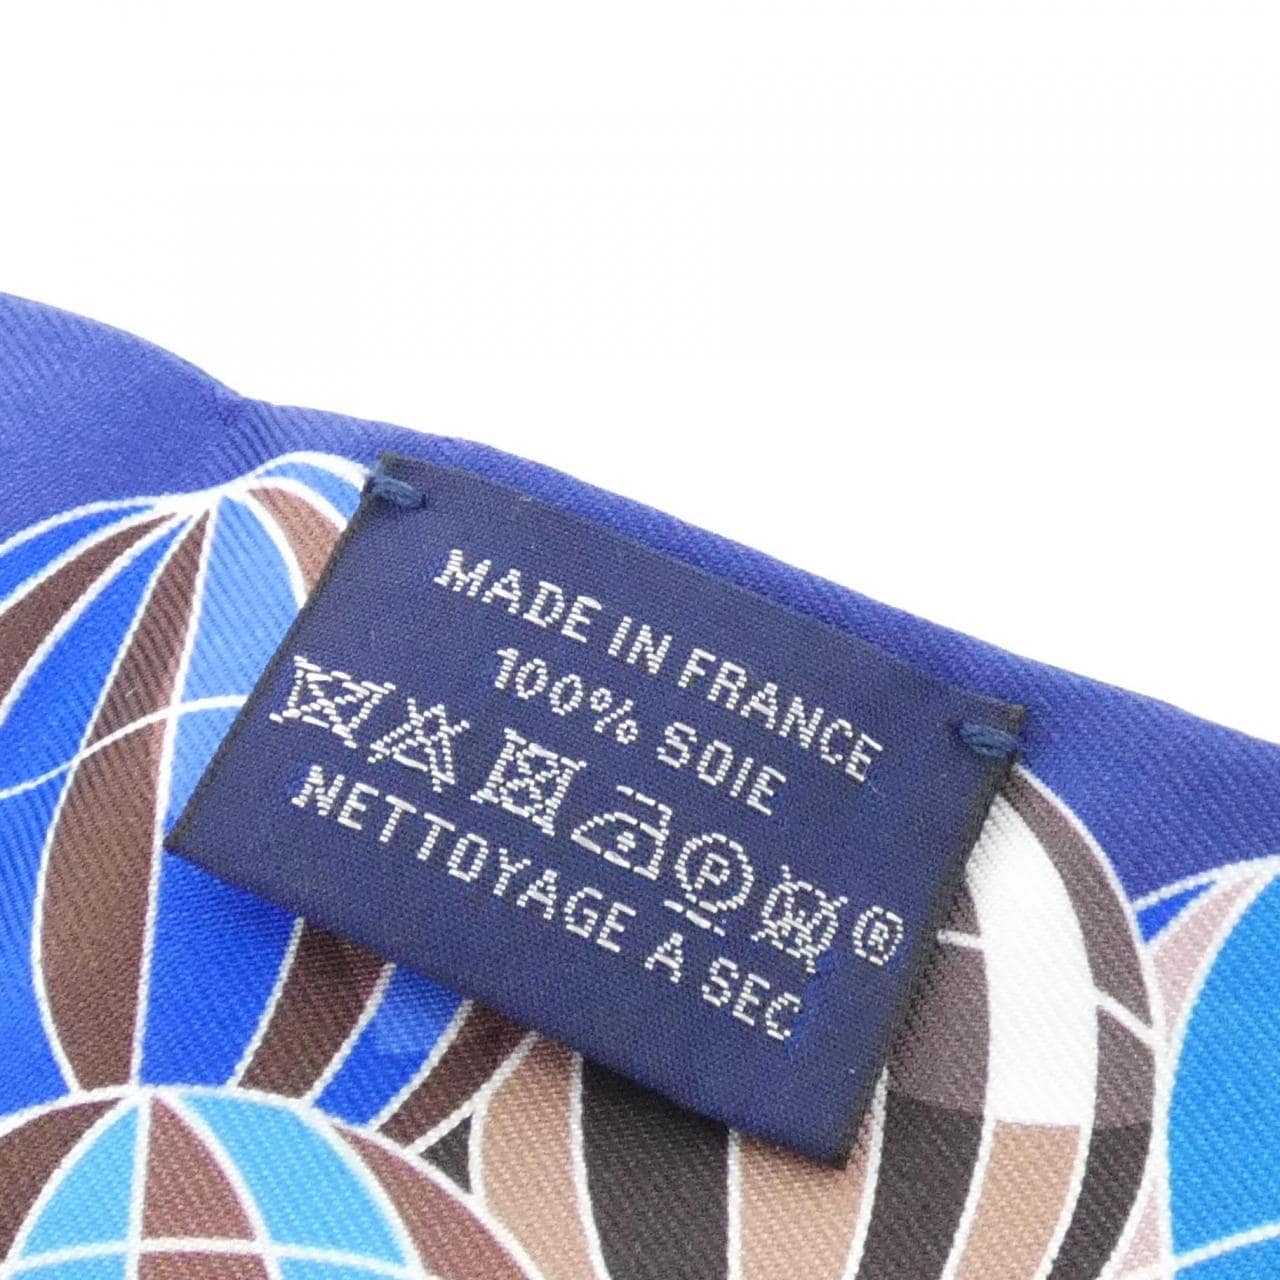 MADE IN FRANCE
100% SOIE
P W ®
NETTOYAGE A SEC